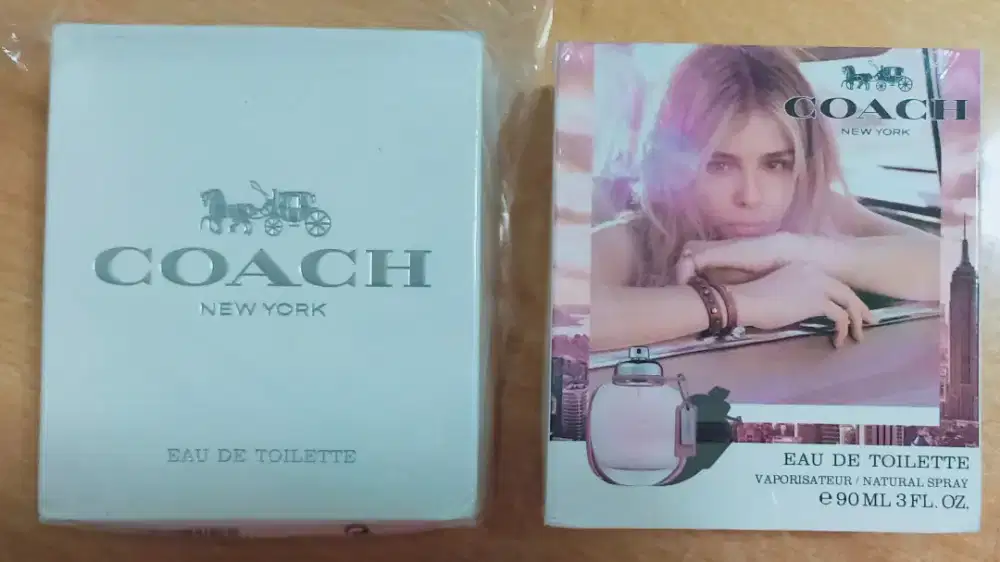 COACH
NEW YORK
EAU DE TOILETTE
COACH
NEW YORK
EAU DE TOILETTE
VAPORISATEUR / NATURAL SPRAY
℮ 90 ML 3 FL. OZ.